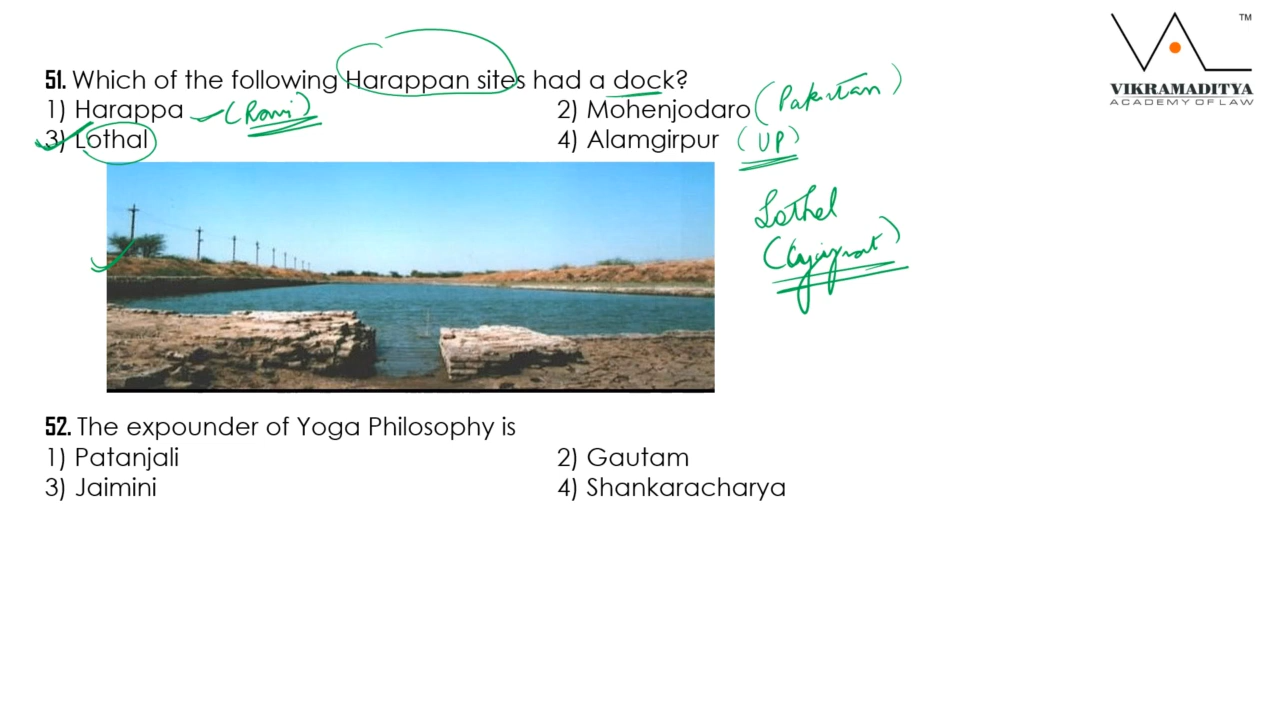 TM
VIKRAMADITYA
ACADEMY OF LAW
51. Which of the following Harappan sites had a dock?
1) Harappa (Ravi) 2) Mohenjodaro (Pakistan)
3) Lothal 4) Alamgirpur (UP)
Lothal
(Gujarat)
52. The expounder of Yoga Philosophy is
1) Patanjali 2) Gautam
3) Jaimini 4) Shankaracharya